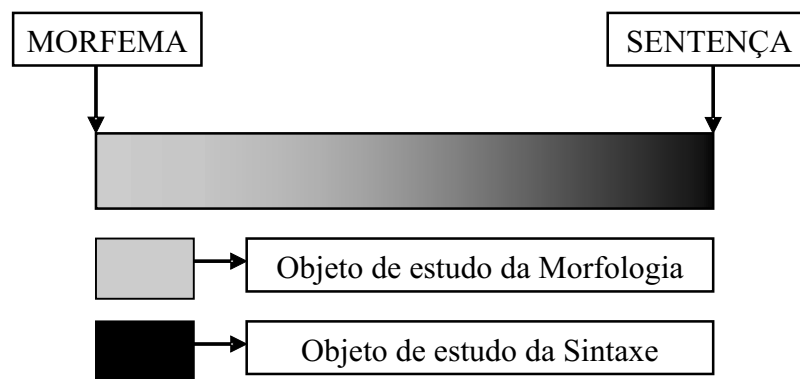 MORFEMA
SENTENÇA
Objeto de estudo da Morfologia
Objeto de estudo da Sintaxe